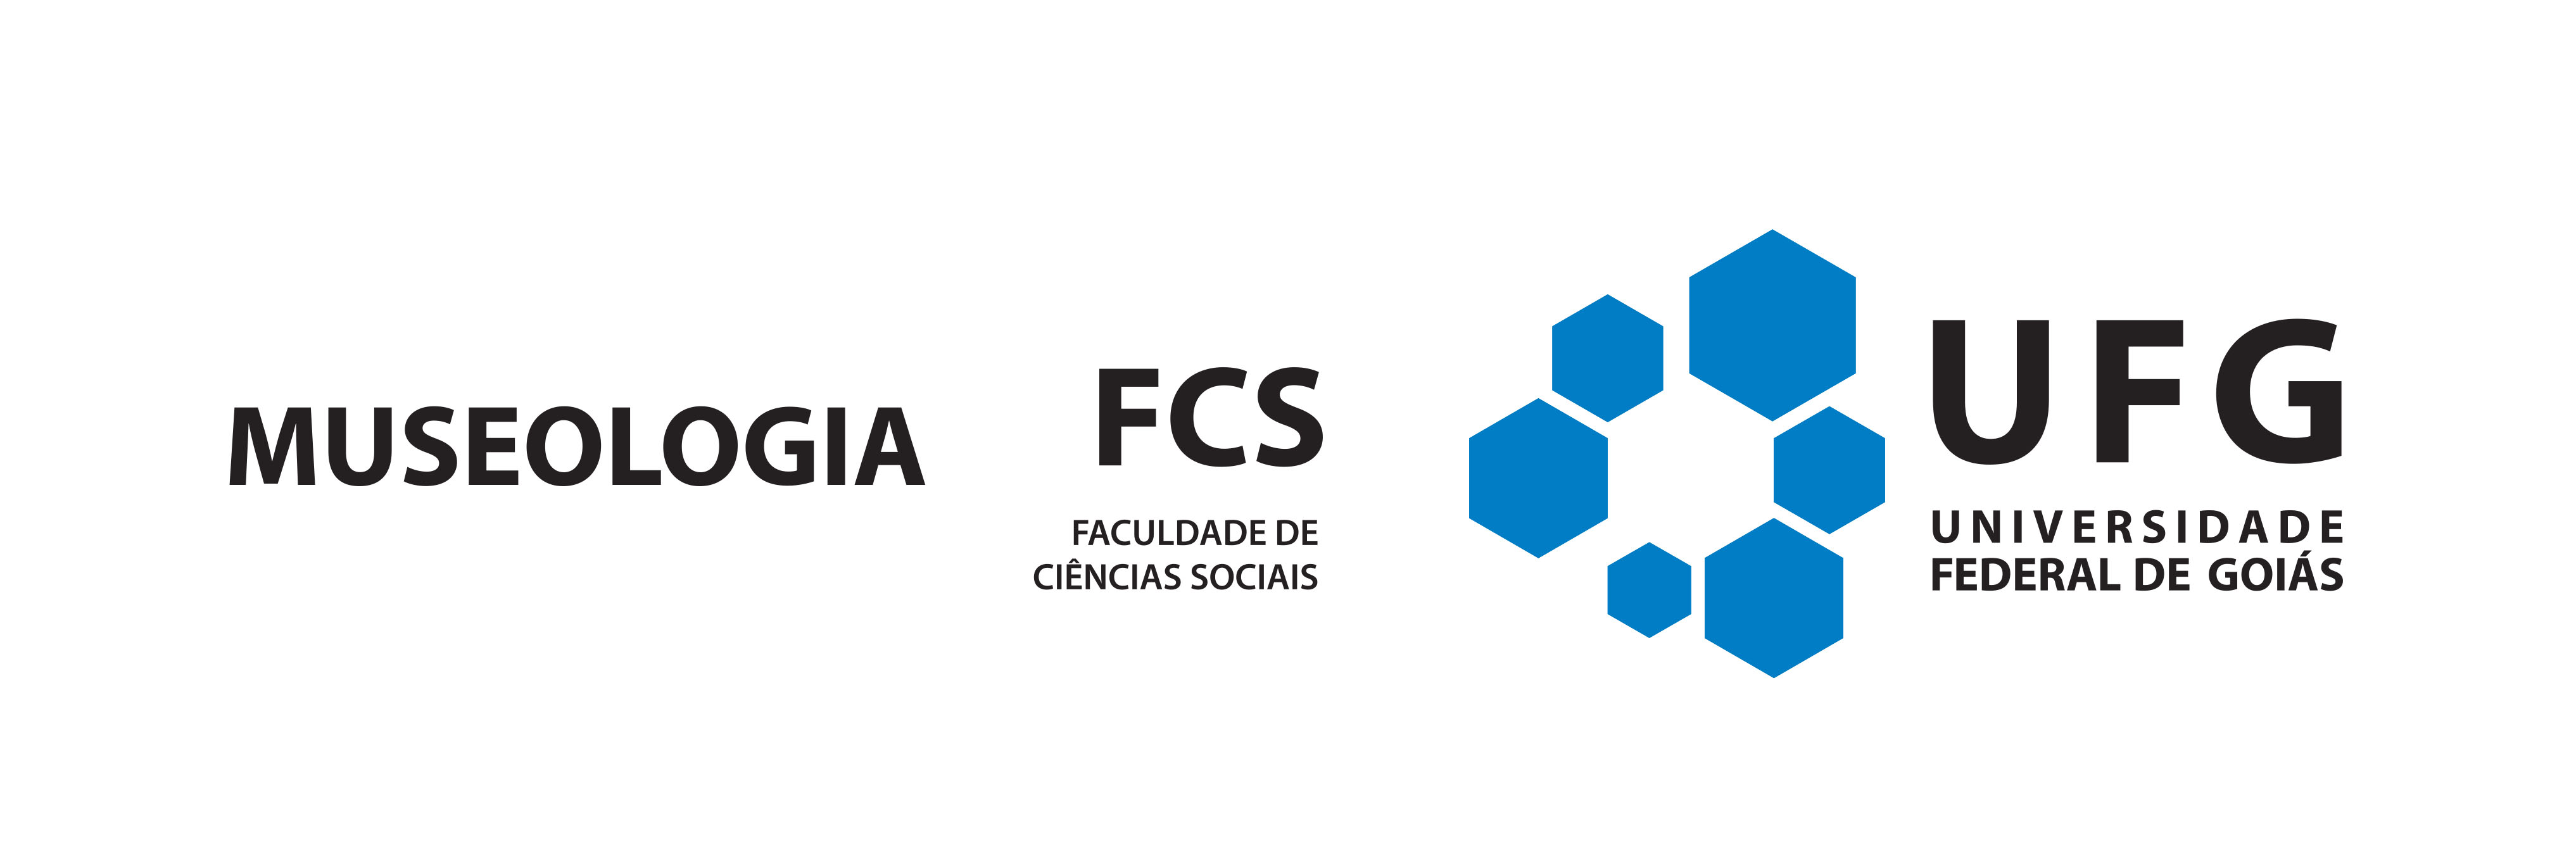 MUSEOLOGIA
FCS
FACULDADE DE
CIÊNCIAS SOCIAIS
UFG
UNIVERSIDADE
FEDERAL DE GOIÁS